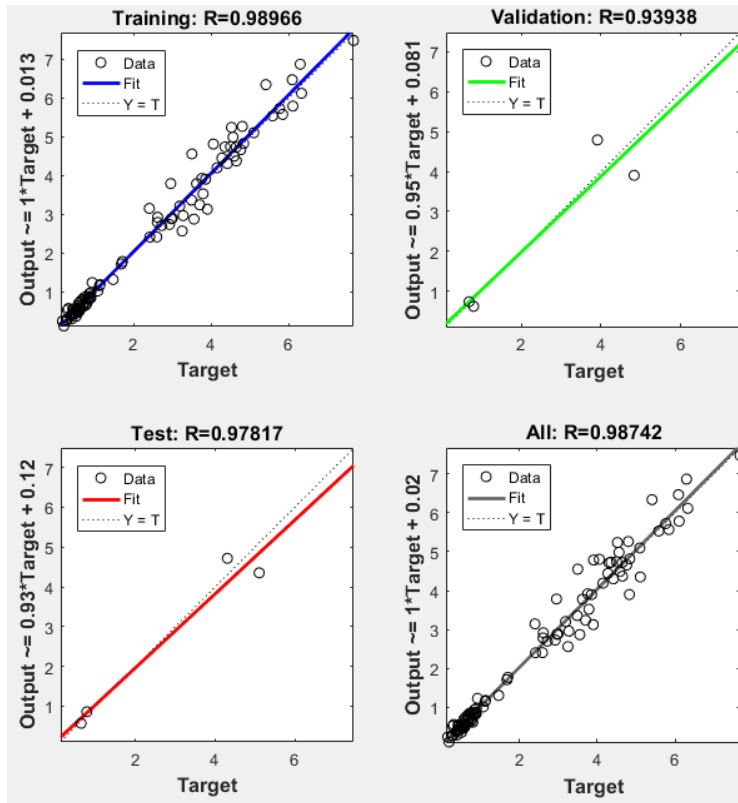 Training: R=0.98966
Output ~= 1*Target + 0.013
7
6
5
4
3
2
1
Data
Fit
Y = T
2
4
6
Target
Validation: R=0.93938
Output ~= 0.95*Target + 0.081
7
6
5
4
3
2
1
Data
Fit
Y = T
2
4
6
Target
Test: R=0.97817
Output ~= 0.93*Target + 0.12
7
6
5
4
3
2
1
Data
Fit
Y = T
2
4
6
Target
All: R=0.98742
Output ~= 1*Target + 0.02
7
6
5
4
3
2
1
Data
Fit
Y = T
2
4
6
Target